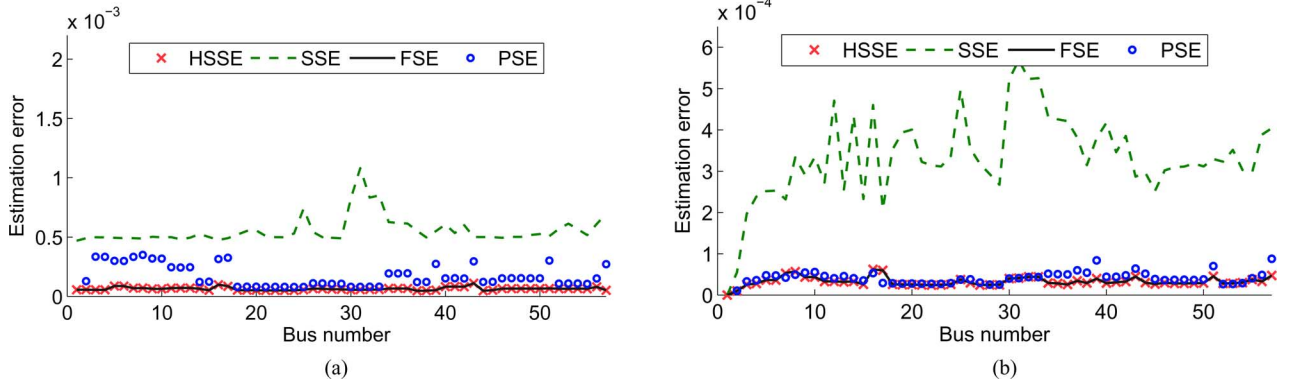 x 10⁻³
HSSE SSE FSE PSE
2
1.5
1
0.5
0
Estimation error
0 10 20 30 40 50
Bus number
(a)
x 10⁻⁴
HSSE SSE FSE PSE
6
5
4
3
2
1
0
Estimation error
0 10 20 30 40 50
Bus number
(b)